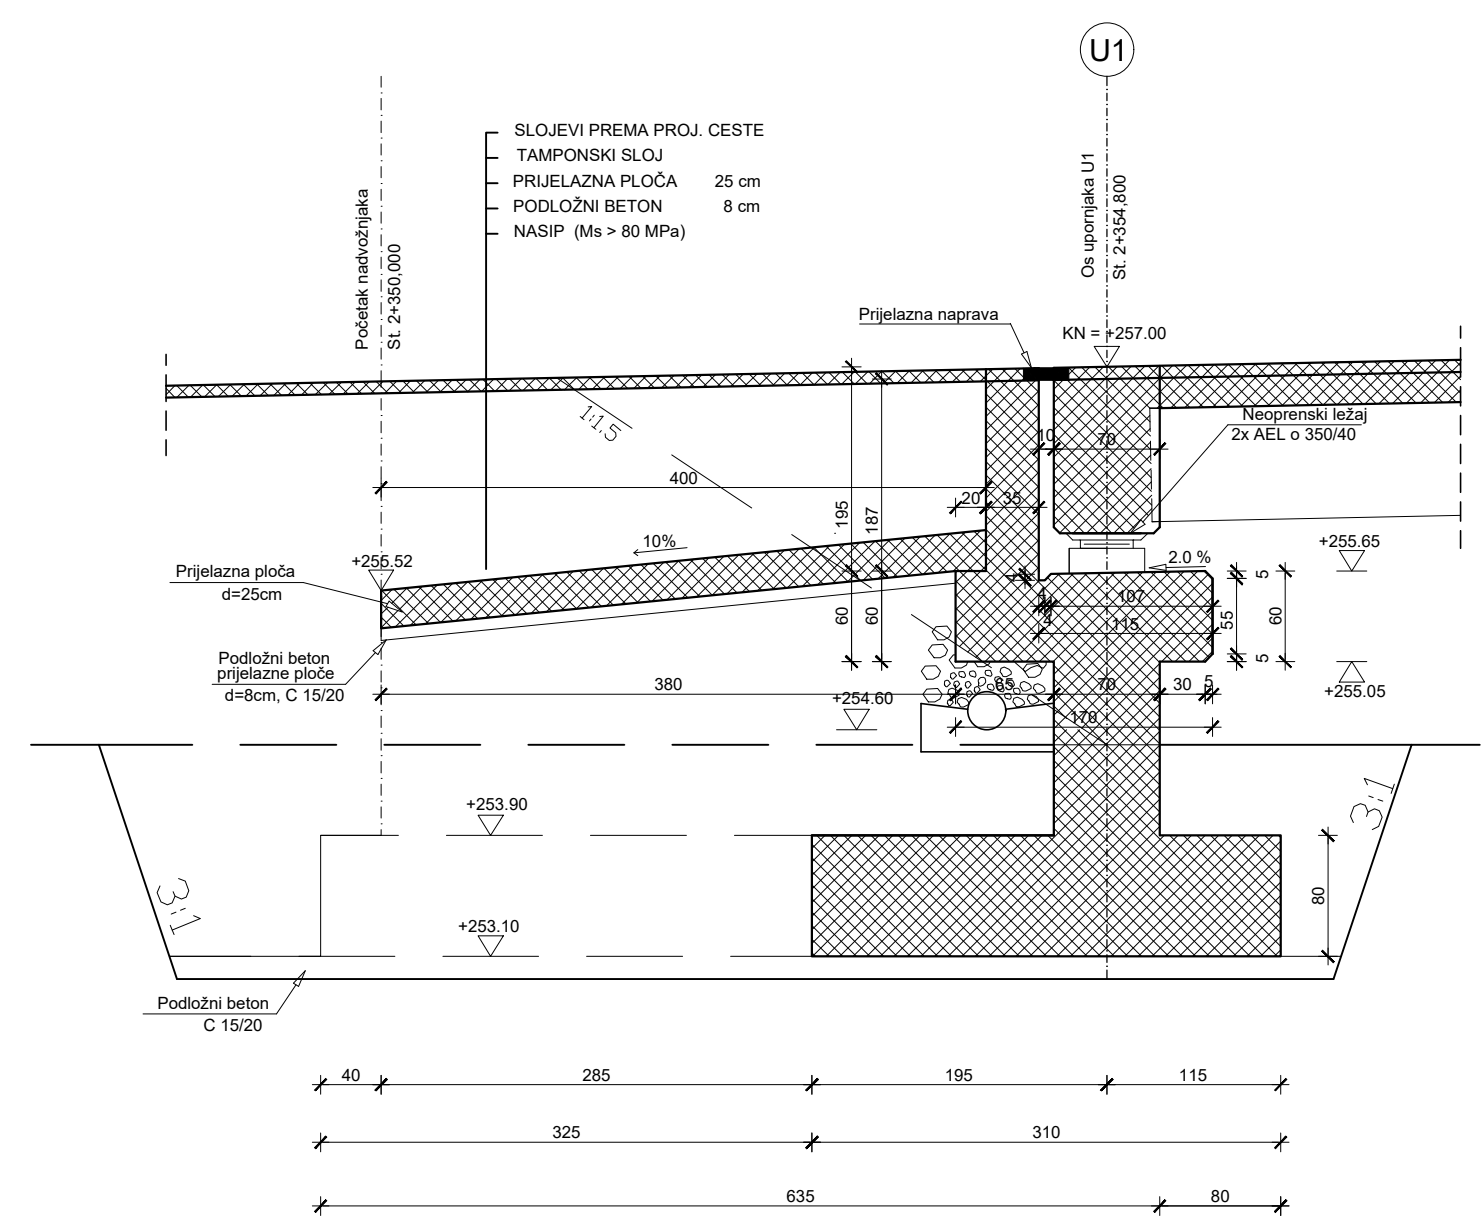 U1
SLOJEVI PREMA PROJ. CESTE
TAMPONSKI SLOJ
PRIJELAZNA PLOČA 25 cm
PODLOŽNI BETON 8 cm
NASIP (Ms > 80 MPa)
Početak nadvožnjaka
St. 2+350,000
Os upornjaka U1
St. 2+354,800
Prijelazna naprava
KN = +257.00
1:1.5
Neoprenski ležaj
2x AEL o 350/40
10
70
400
20
35
195
187
10%
2.0 %
+255.65
+255.52
Prijelazna ploča
d=25cm
4
4
4
107
115
60
60
5
55
5
60
Podložni beton
prijelazne ploče
d=8cm, C 15/20
380
65
70
30
5
+254.60
170
+255.05
+253.90
3:1
3:1
80
+253.10
Podložni beton
C 15/20
40
285
195
115
325
310
635
80